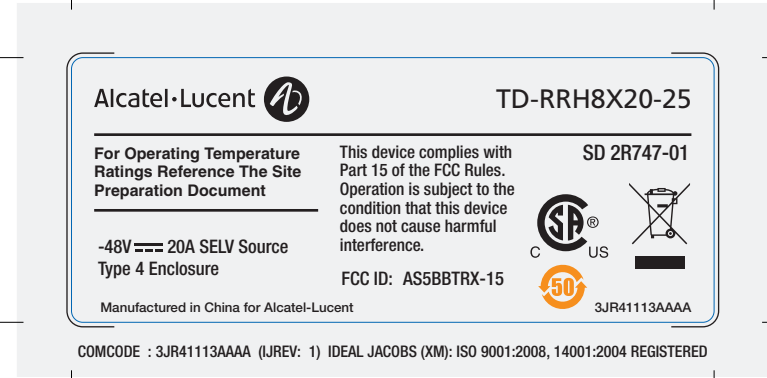 Alcatel·Lucent
TD-RRH8X20-25
For Operating Temperature
Ratings Reference The Site
Preparation Document
-48V 20A SELV Source
Type 4 Enclosure
This device complies with
Part 15 of the FCC Rules.
Operation is subject to the
condition that this device
does not cause harmful
interference.
FCC ID: AS5BBTRX-15
SD 2R747-01
SA ®
C US
50
Manufactured in China for Alcatel-Lucent
3JR41113AAAA
COMCODE : 3JR41113AAAA (IJREV: 1) IDEAL JACOBS (XM): ISO 9001:2008, 14001:2004 REGISTERED